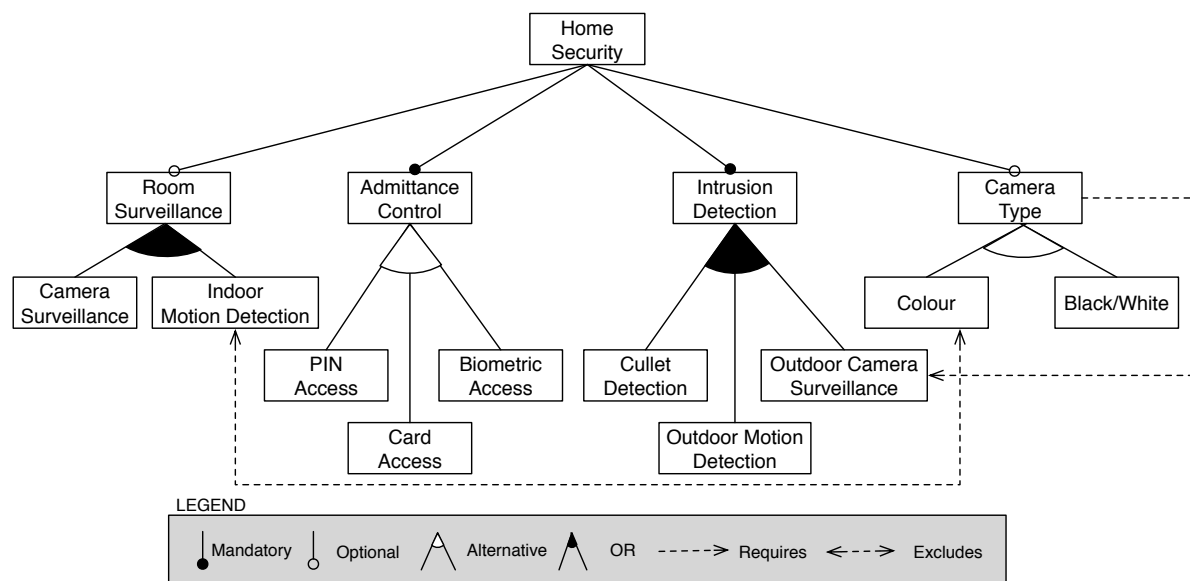 Home
Security
Room
Surveillance
Admittance
Control
Intrusion
Detection
Camera
Type
Camera
Surveillance
Indoor
Motion Detection
Colour
Black/White
PIN
Access
Biometric
Access
Cullet
Detection
Outdoor Camera
Surveillance
Card
Access
Outdoor Motion
Detection
LEGEND
Mandatory
Optional
Alternative
OR
Requires
Excludes